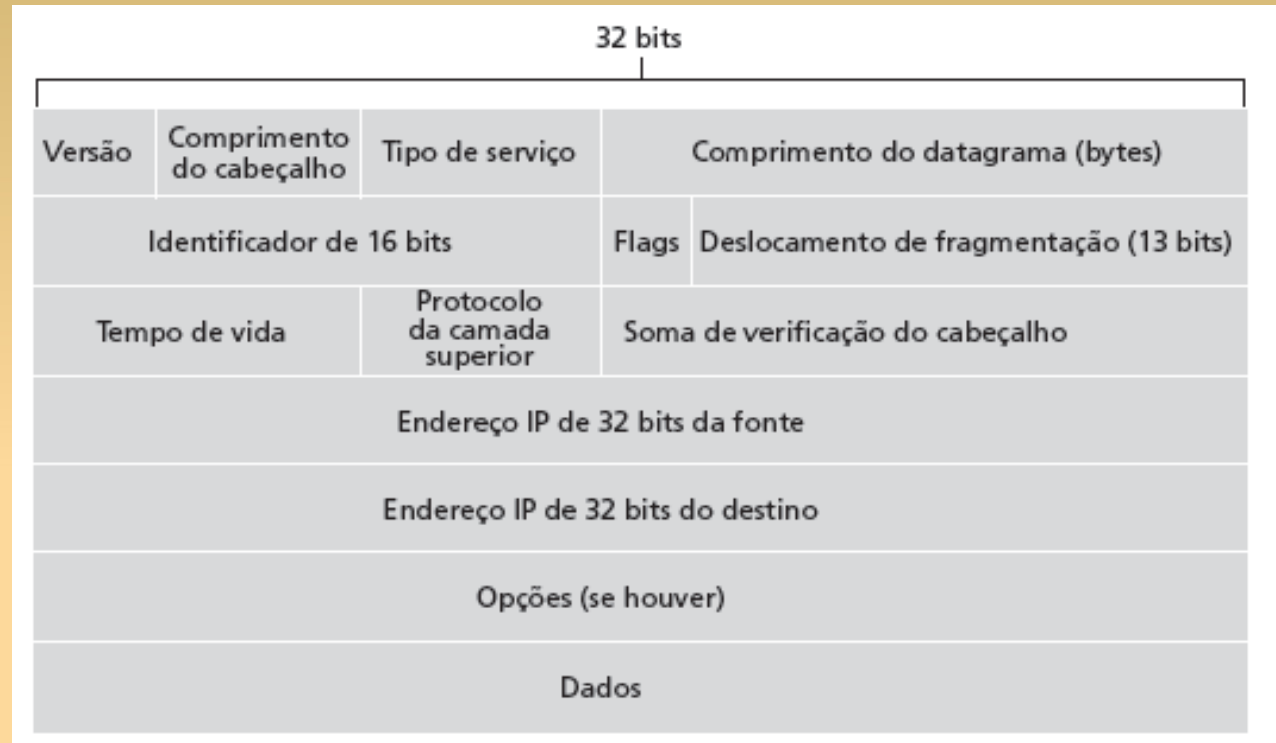 32 bits
Versão
Comprimento
do cabeçalho
Tipo de serviço
Comprimento do datagrama (bytes)
Identificador de 16 bits
Flags
Deslocamento de fragmentação (13 bits)
Tempo de vida
Protocolo
da camada
superior
Soma de verificação do cabeçalho
Endereço IP de 32 bits da fonte
Endereço IP de 32 bits do destino
Opções (se houver)
Dados